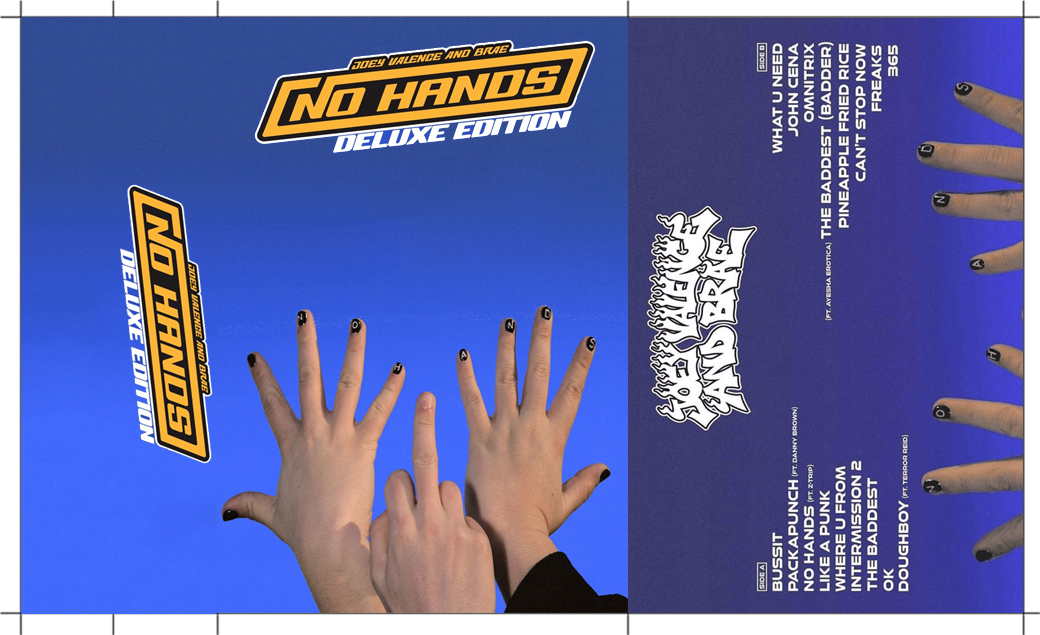 JOEY VALENCE AND BRAE
NO HANDS
DELUXE EDITION
JOEY VALENCE AND BRAE
NO HANDS
DELUXE EDITION
N
O
H
A
N
D
S
JOEY VALENCE
AND BRAE
SIDE A
BUSSIT
PACKAPUNCH (FT. DANNY BROWN)
NO HANDS (FT. Z-TRIP)
LIKE A PUNK
WHERE U FROM
INTERMISSION 2
THE BADDEST
OK
DOUGHBOY (FT. TERROR REID)
SIDE B
WHAT U NEED
JOHN CENA
OMNITRIX
(FT. AYESHA EROTICA) THE BADDEST (BADDER)
PINEAPPLE FRIED RICE
CAN'T STOP NOW
FREAKS
365
S
D
N
A
H
O
N